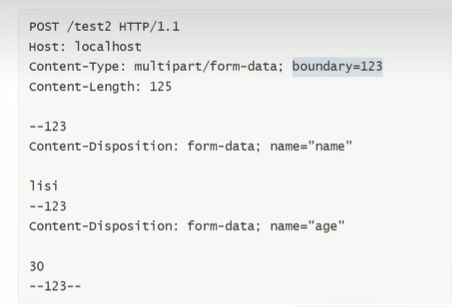 POST /test2 HTTP/1.1
Host: localhost
Content-Type: multipart/form-data; boundary=123
Content-Length: 125

--123
Content-Disposition: form-data; name="name"

lisi
--123
Content-Disposition: form-data; name="age"

30
--123--